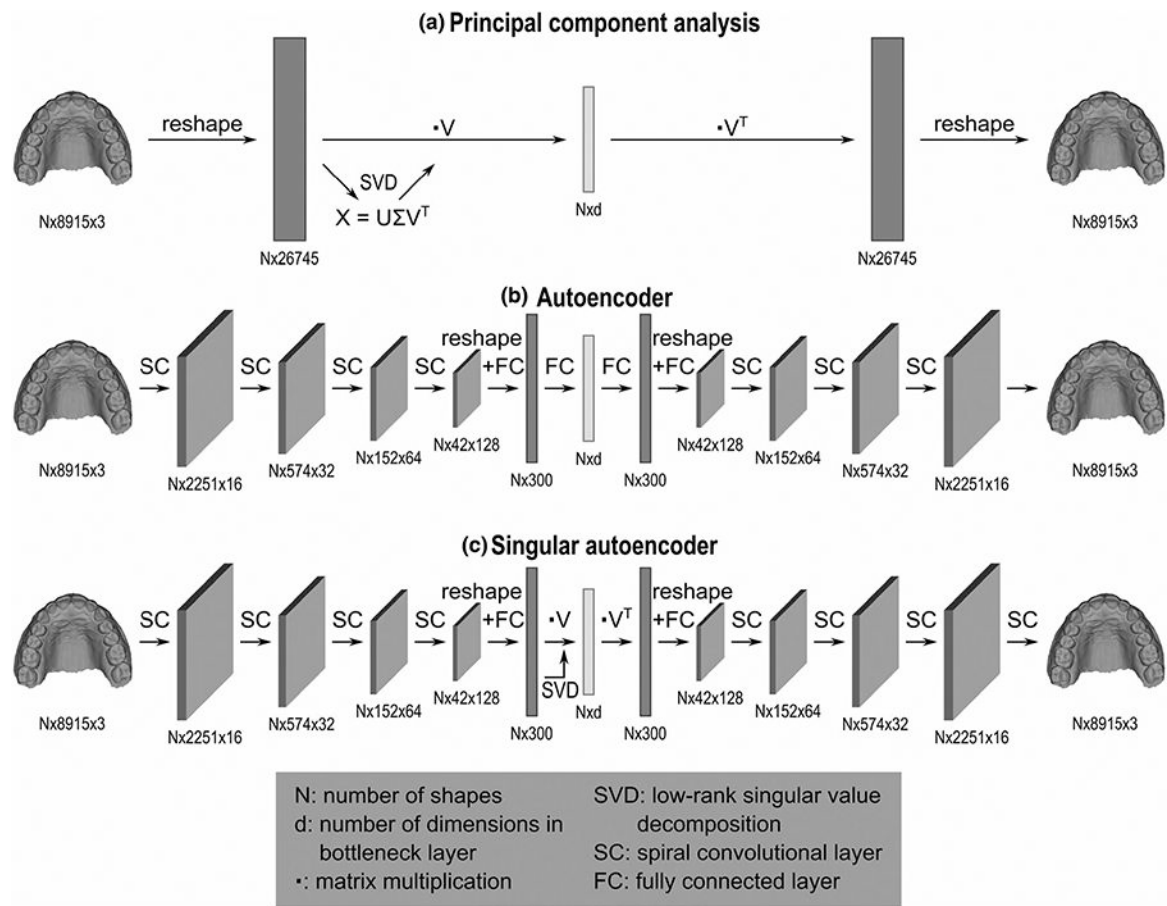 (a) Principal component analysis
reshape
·V
·Vᵀ
reshape
SVD
X = UΣVᵀ
Nx8915x3
Nxd
Nx8915x3
Nx26745
Nx26745
(b) Autoencoder
reshape
reshape
SC
SC
SC
SC
+FC
FC
FC
+FC
SC
SC
SC
Nx8915x3
Nx2251x16
Nx574x32
Nx152x64
Nx42x128
Nx300
Nxd
Nx300
Nx42x128
Nx152x64
Nx574x32
Nx2251x16
Nx8915x3
(c) Singular autoencoder
reshape
reshape
SC
SC
SC
SC
+FC
·V
·Vᵀ
+FC
SC
SC
SC
SC
SVD
Nx8915x3
Nx2251x16
Nx574x32
Nx152x64
Nx42x128
Nx300
Nxd
Nx300
Nx42x128
Nx152x64
Nx574x32
Nx2251x16
Nx8915x3
N: number of shapes
d: number of dimensions in
bottleneck layer
·: matrix multiplication
SVD: low-rank singular value
decomposition
SC: spiral convolutional layer
FC: fully connected layer